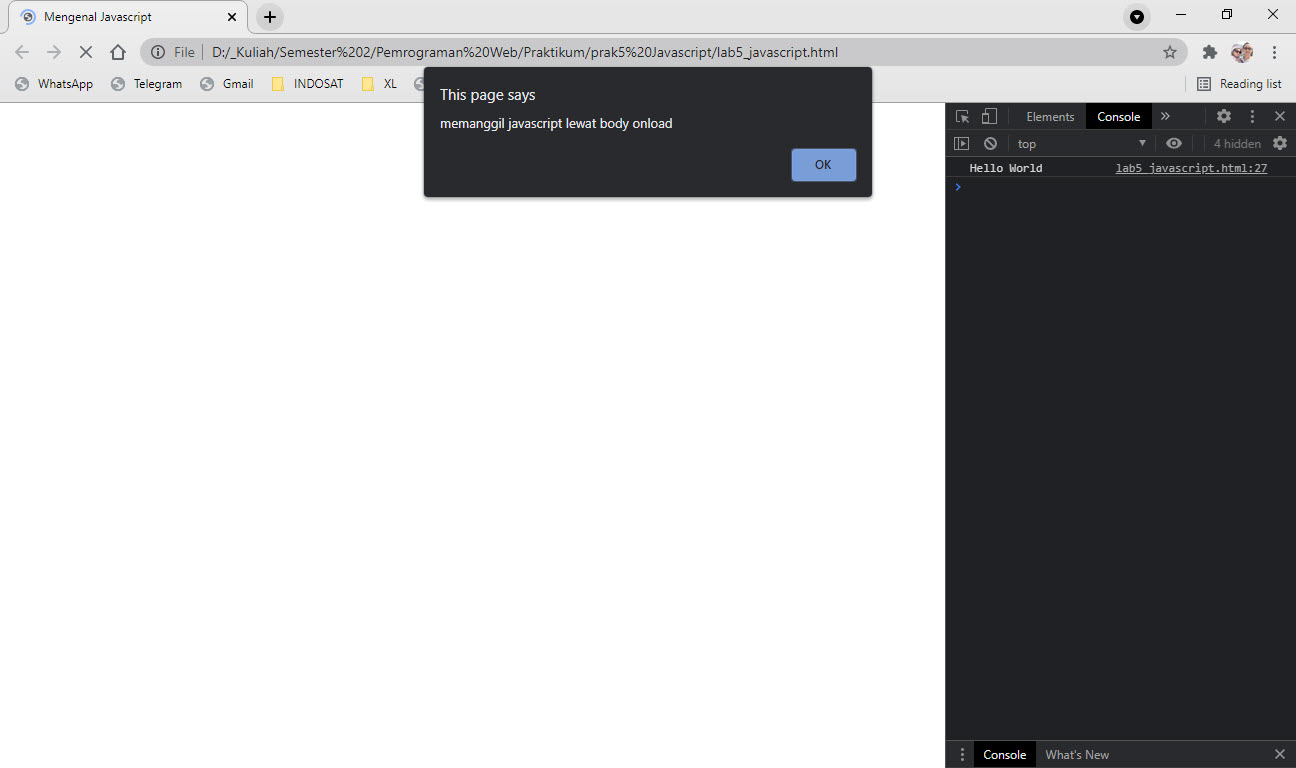 Mengenal Javascript
File | D:/_Kuliah/Semester%202/Pemrograman%20Web/Praktikum/prak5%20Javascript/lab5_javascript.html
WhatsApp Telegram Gmail INDOSAT XL Reading list
This page says
memanggil javascript lewat body onload
OK
Elements Console
top 4 hidden
Hello World lab5_javascript.html:27
Console What's New